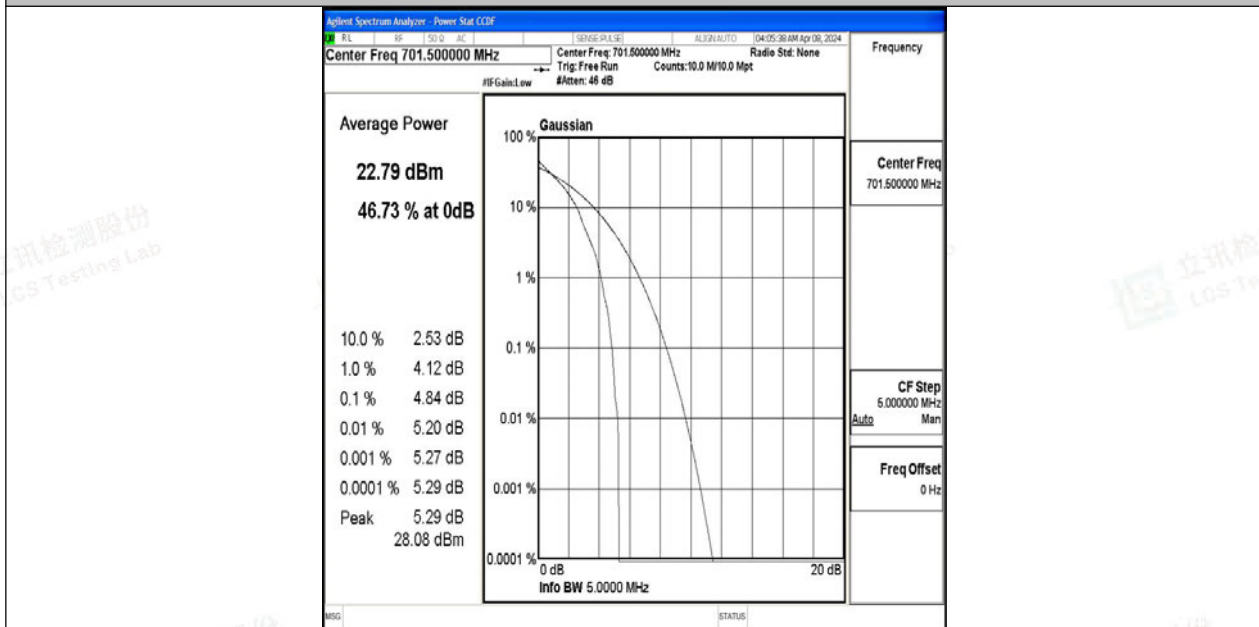 Agilent Spectrum Analyzer - Power Stat CCDF
RL RF 50 Ω AC SENSE:PULSE ALIGN AUTO 04:05:38 AM Apr 08, 2024
Center Freq 701.500000 MHz
Center Freq: 701.500000 MHz Radio Std: None
Trig: Free Run Counts:10.0 M/10.0 Mpt
#IFGain:Low #Atten: 46 dB
Frequency
Average Power
22.79 dBm
46.73 % at 0dB
10.0 % 2.53 dB
1.0 % 4.12 dB
0.1 % 4.84 dB
0.01 % 5.20 dB
0.001 % 5.27 dB
0.0001 % 5.29 dB
Peak 5.29 dB
28.08 dBm
Gaussian
100 %
10 %
1 %
0.1 %
0.01 %
0.001 %
0.0001 %
0 dB 20 dB
Info BW 5.0000 MHz
Center Freq
701.500000 MHz
CF Step
5.000000 MHz
Auto Man
Freq Offset
0 Hz
MSG STATUS
立讯检测股份
LCS Testing Lab